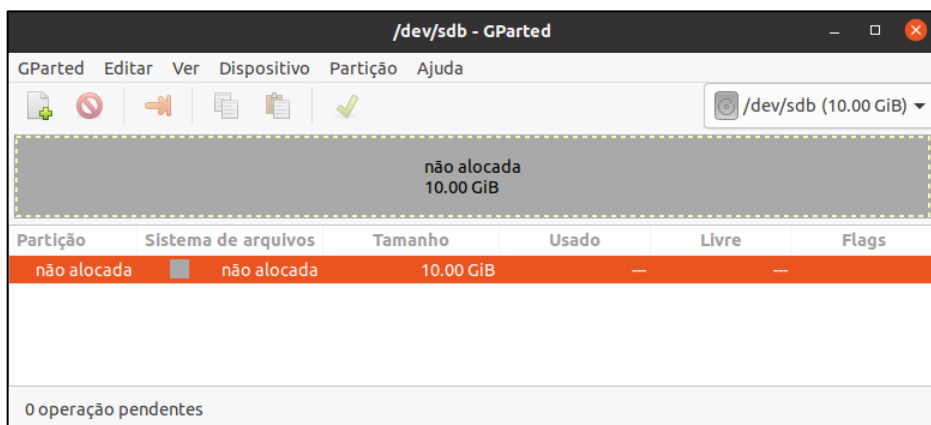 /dev/sdb - GParted
GParted Editar Ver Dispositivo Partição Ajuda
/dev/sdb (10.00 GiB)
não alocada
10.00 GiB
Partição Sistema de arquivos Tamanho Usado Livre Flags
não alocada não alocada 10.00 GiB --- ---
0 operação pendentes